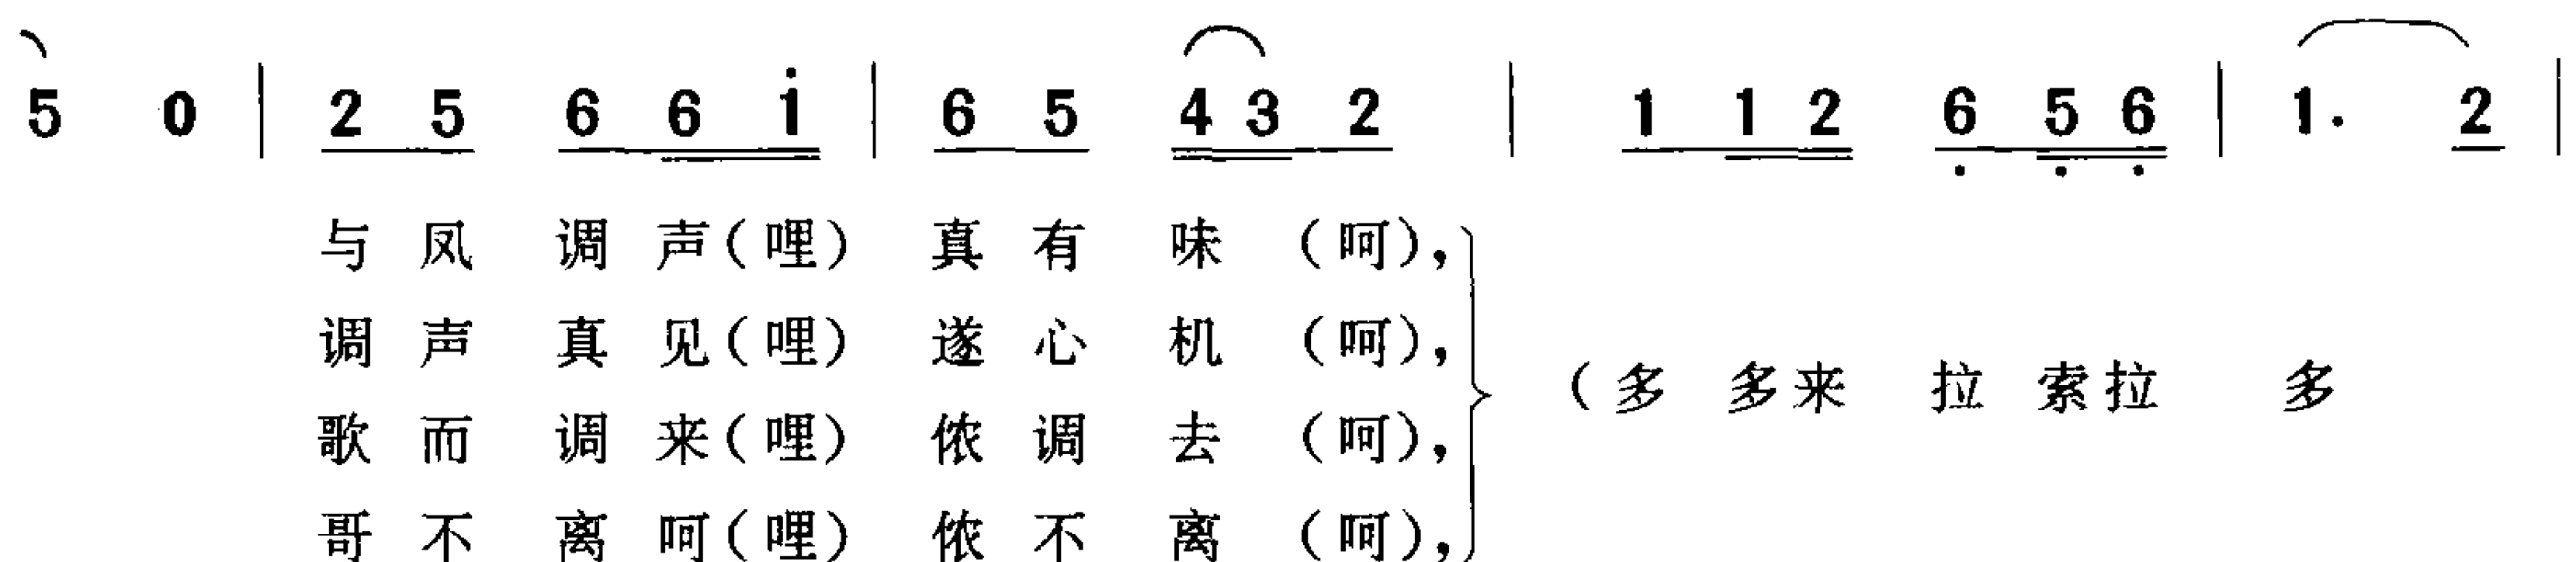 5 0 | 2 5 6 6 i | 6 5 4 3 2 | 1 1 2 6 5 6 | 1. 2 |
与 凤 调 声（哩） 真 有 味 （呵），
调 声 真 见（哩） 遂 心 机 （呵），
（多 多来 拉 索拉 多
歌 而 调 来（哩） 侬 调 去 （呵），
哥 不 离 呵（哩） 侬 不 离 （呵），